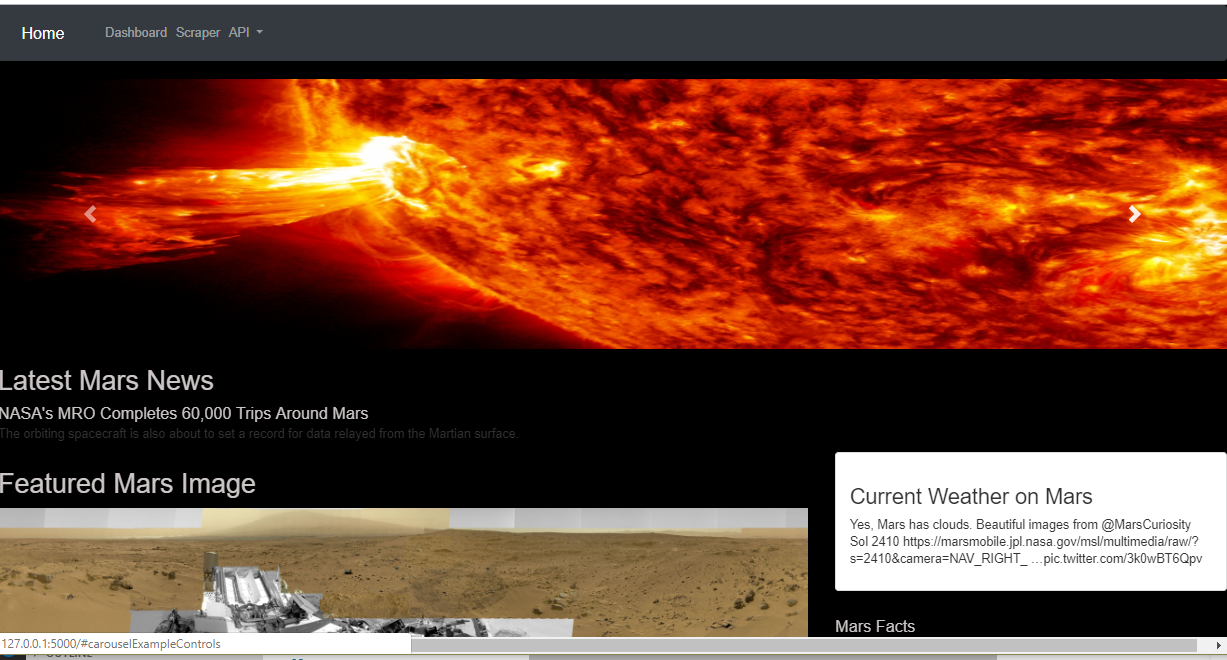 Home Dashboard Scraper API
Latest Mars News
NASA's MRO Completes 60,000 Trips Around Mars
The orbiting spacecraft is also about to set a record for data relayed from the Martian surface.
Featured Mars Image
Current Weather on Mars
Yes, Mars has clouds. Beautiful images from @MarsCuriosity
Sol 2410 https://marsmobile.jpl.nasa.gov/msl/multimedia/raw/?
s=2410&camera=NAV_RIGHT_ …pic.twitter.com/3k0wBT6Qpv
Mars Facts
127.0.0.1:5000/#carouselExampleControls